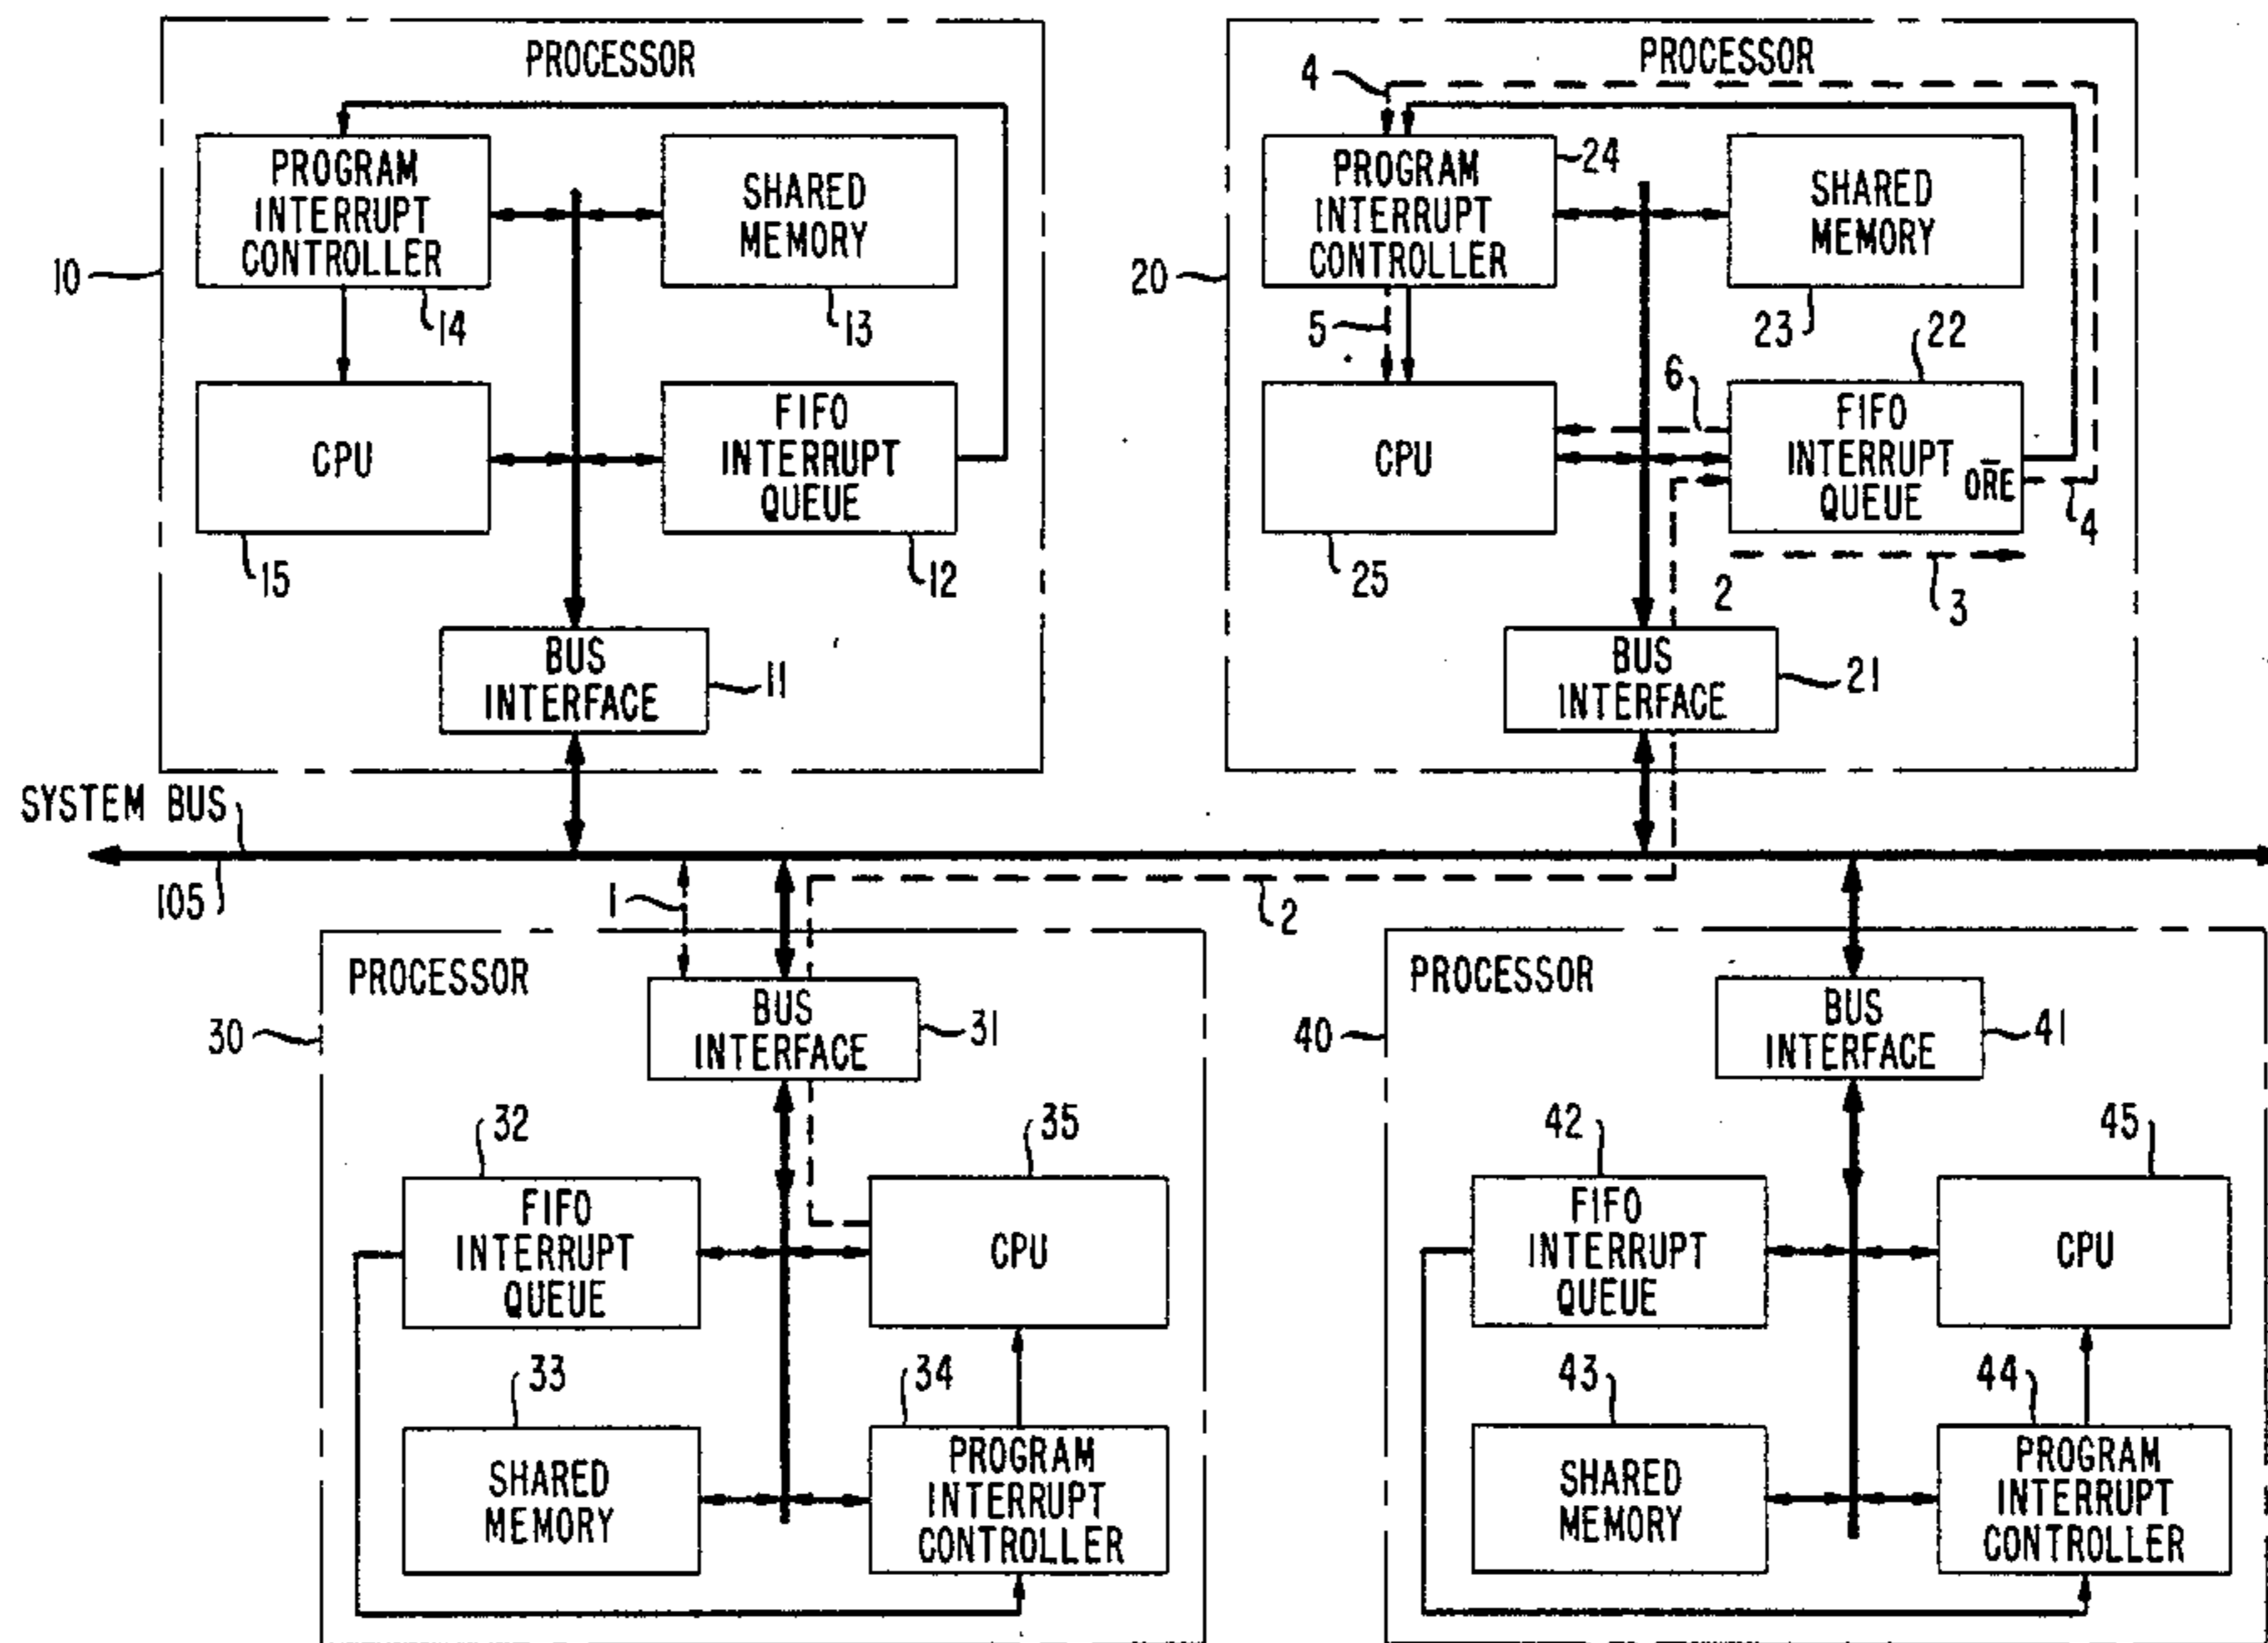 PROCESSOR
PROGRAM
INTERRUPT
CONTROLLER
14
SHARED
MEMORY
13
10
CPU
15
FIFO
INTERRUPT
QUEUE
12
BUS
INTERFACE
11
PROCESSOR
4
PROGRAM
INTERRUPT
CONTROLLER
24
SHARED
MEMORY
23
20
5
22
6
CPU
25
FIFO
INTERRUPT
QUEUE
OR̅E
4
2
3
BUS
INTERFACE
21
SYSTEM BUS
105
1
2
PROCESSOR
30
BUS
INTERFACE
31
32
35
FIFO
INTERRUPT
QUEUE
CPU
33
34
SHARED
MEMORY
PROGRAM
INTERRUPT
CONTROLLER
PROCESSOR
40
BUS
INTERFACE
41
42
45
FIFO
INTERRUPT
QUEUE
CPU
43
44
SHARED
MEMORY
PROGRAM
INTERRUPT
CONTROLLER